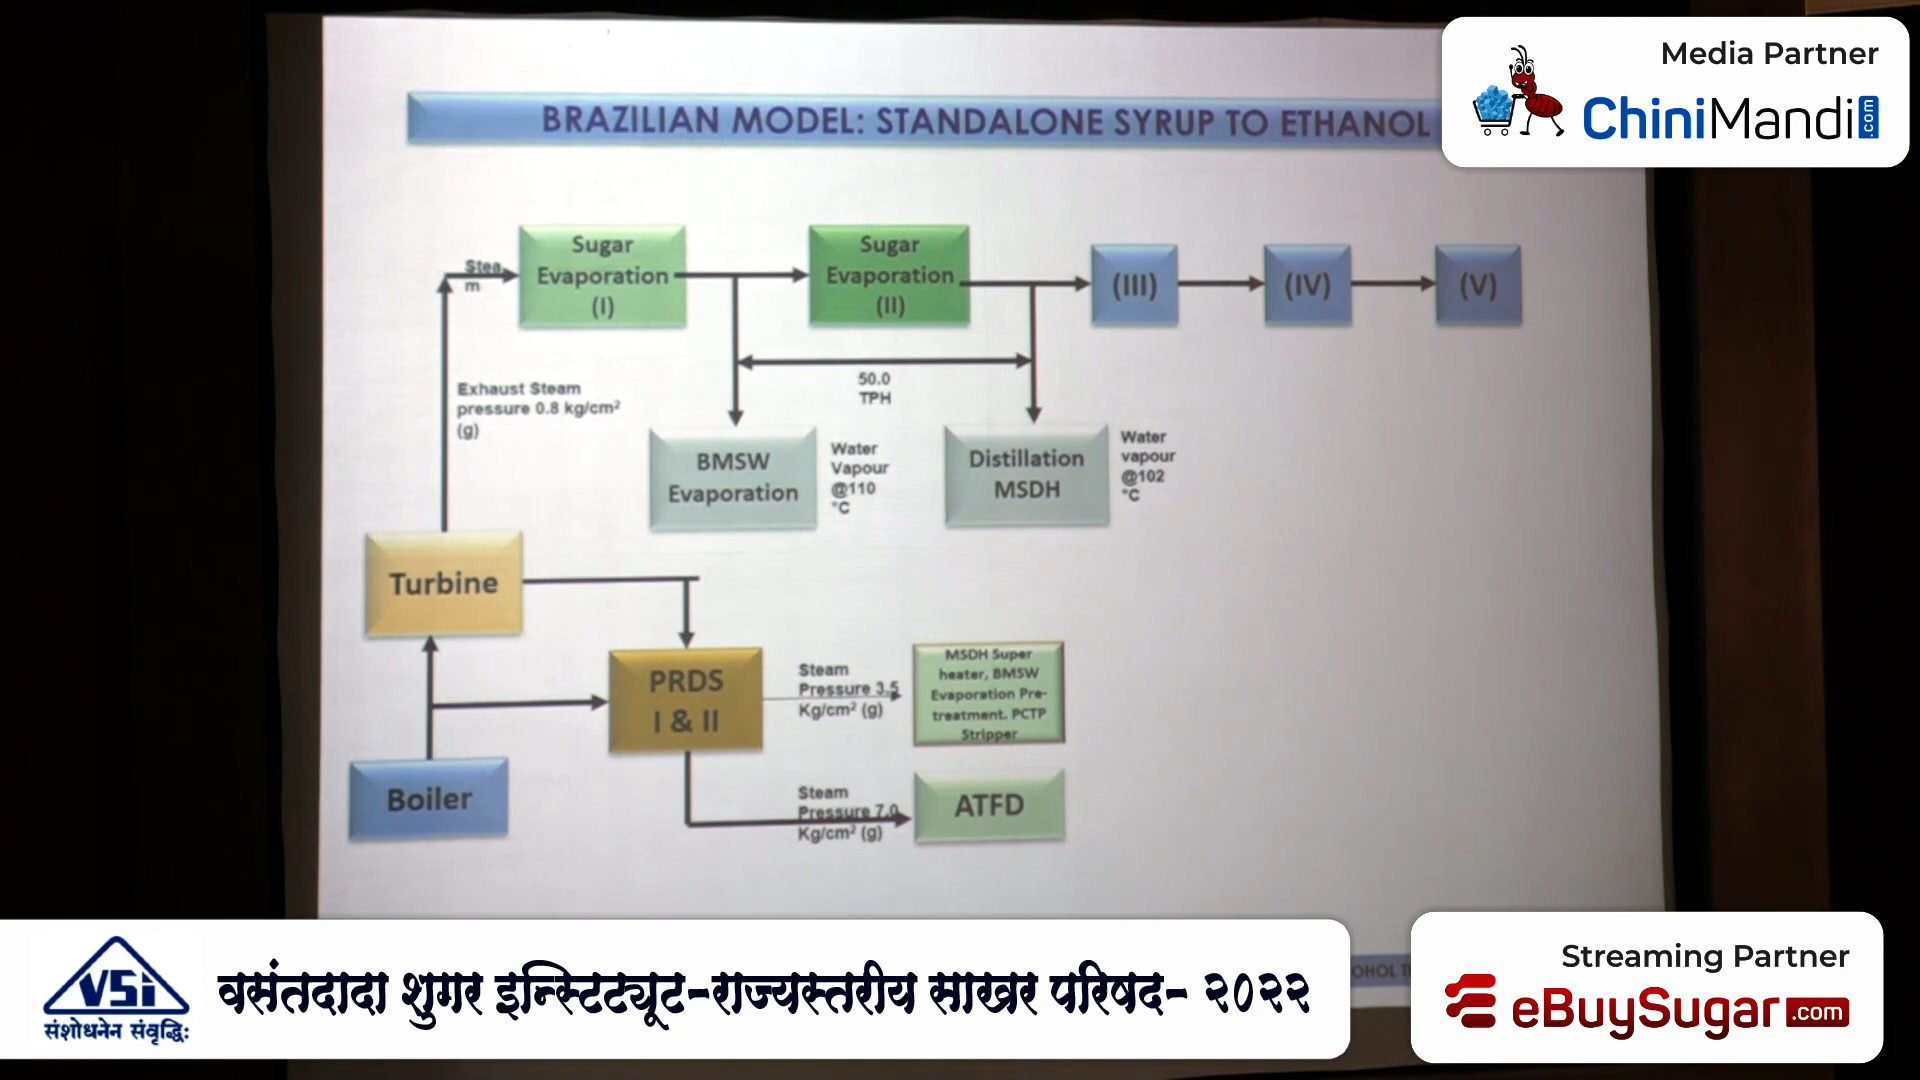 Media Partner
ChiniMandi.com
BRAZILIAN MODEL: STANDALONE SYRUP TO ETHANOL
Sugar
Evaporation
(I)
Sugar
Evaporation
(II)
(III)
(IV)
(V)
Stea
m
Exhaust Steam
pressure 0.8 kg/cm²
(g)
50.0
TPH
BMSW
Evaporation
Water
Vapour
@110
°C
Distillation
MSDH
Water
vapour
@102
°C
Turbine
PRDS
I & II
Steam
Pressure 3.5
Kg/cm² (g)
MSDH Super
heater, BMSW
Evaporation Pre-
treatment. PCTP
Stripper
Boiler
Steam
Pressure 7.0
Kg/cm² (g)
ATFD
VSi
संशोधनेन संवृद्धिः
वसंतदादा शुगर इन्स्टिट्यूट-राज्यस्तरीय साखर परिषद- २०२२
Streaming Partner
eBuySugar.com